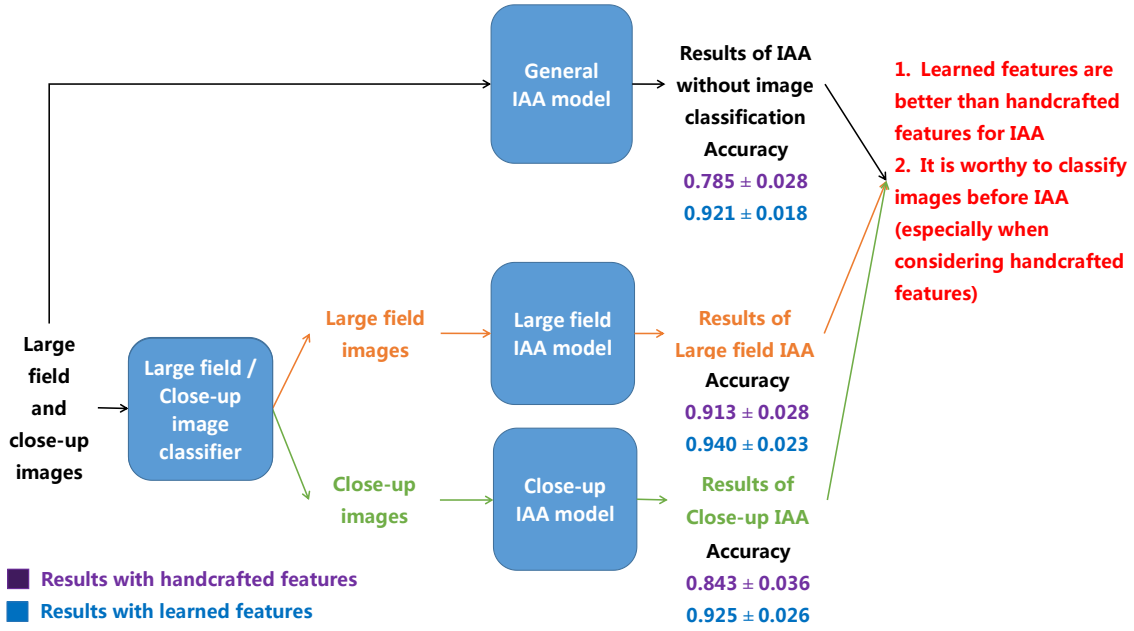 General
IAA model
Results of IAA
without image
classification
Accuracy
0.785 ± 0.028
0.921 ± 0.018
1. Learned features are
better than handcrafted
features for IAA
2. It is worthy to classify
images before IAA
(especially when
considering handcrafted
features)
Large
field
and
close-up
images
Large field /
Close-up
image
classifier
Large field
images
Large field
IAA model
Results of
Large field IAA
Accuracy
0.913 ± 0.028
0.940 ± 0.023
Close-up
images
Close-up
IAA model
Results of
Close-up IAA
Accuracy
0.843 ± 0.036
0.925 ± 0.026
Results with handcrafted features
Results with learned features